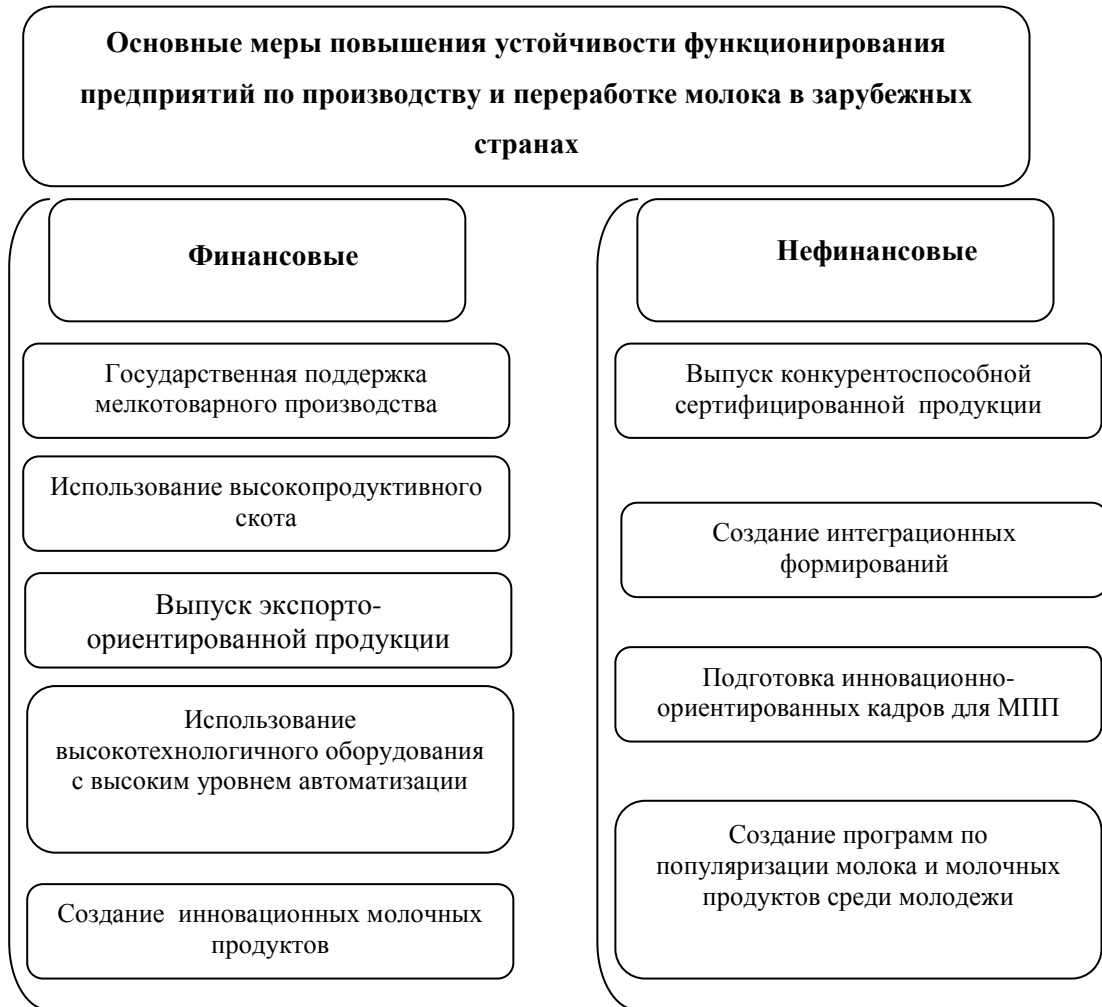 Основные меры повышения устойчивости функционирования
предприятий по производству и переработке молока в зарубежных
странах
Финансовые
Государственная поддержка
мелкотоварного производства
Использование высокопродуктивного
скота
Выпуск экспорто-
ориентированной продукции
Использование
высокотехнологичного оборудования
с высоким уровнем автоматизации
Создание инновационных молочных
продуктов
Нефинансовые
Выпуск конкурентоспособной
сертифицированной продукции
Создание интеграционных
формирований
Подготовка инновационно-
ориентированных кадров для МПП
Создание программ по
популяризации молока и молочных
продуктов среди молодежи